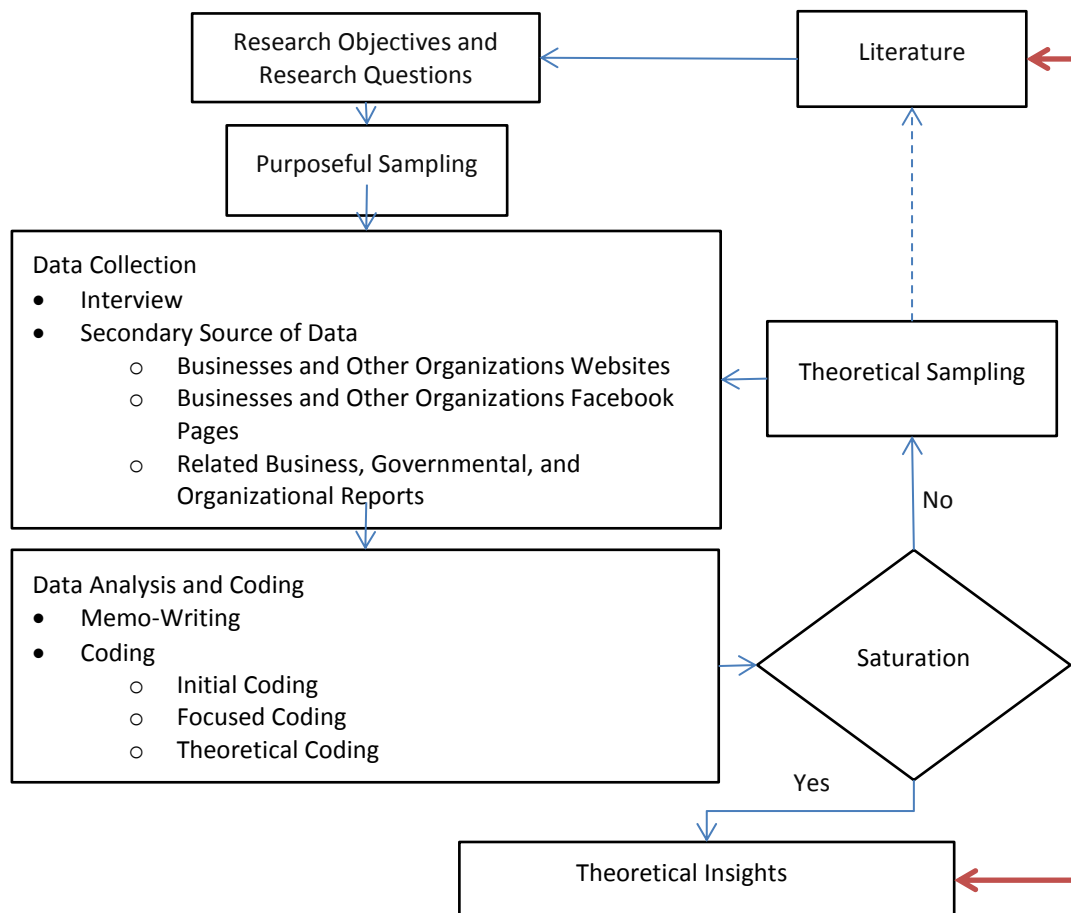 Research Objectives and
Research Questions
Literature
Purposeful Sampling
Data Collection
• Interview
• Secondary Source of Data
o Businesses and Other Organizations Websites
o Businesses and Other Organizations Facebook
Pages
o Related Business, Governmental, and
Organizational Reports
Theoretical Sampling
No
Data Analysis and Coding
• Memo-Writing
• Coding
o Initial Coding
o Focused Coding
o Theoretical Coding
Saturation
Yes
Theoretical Insights